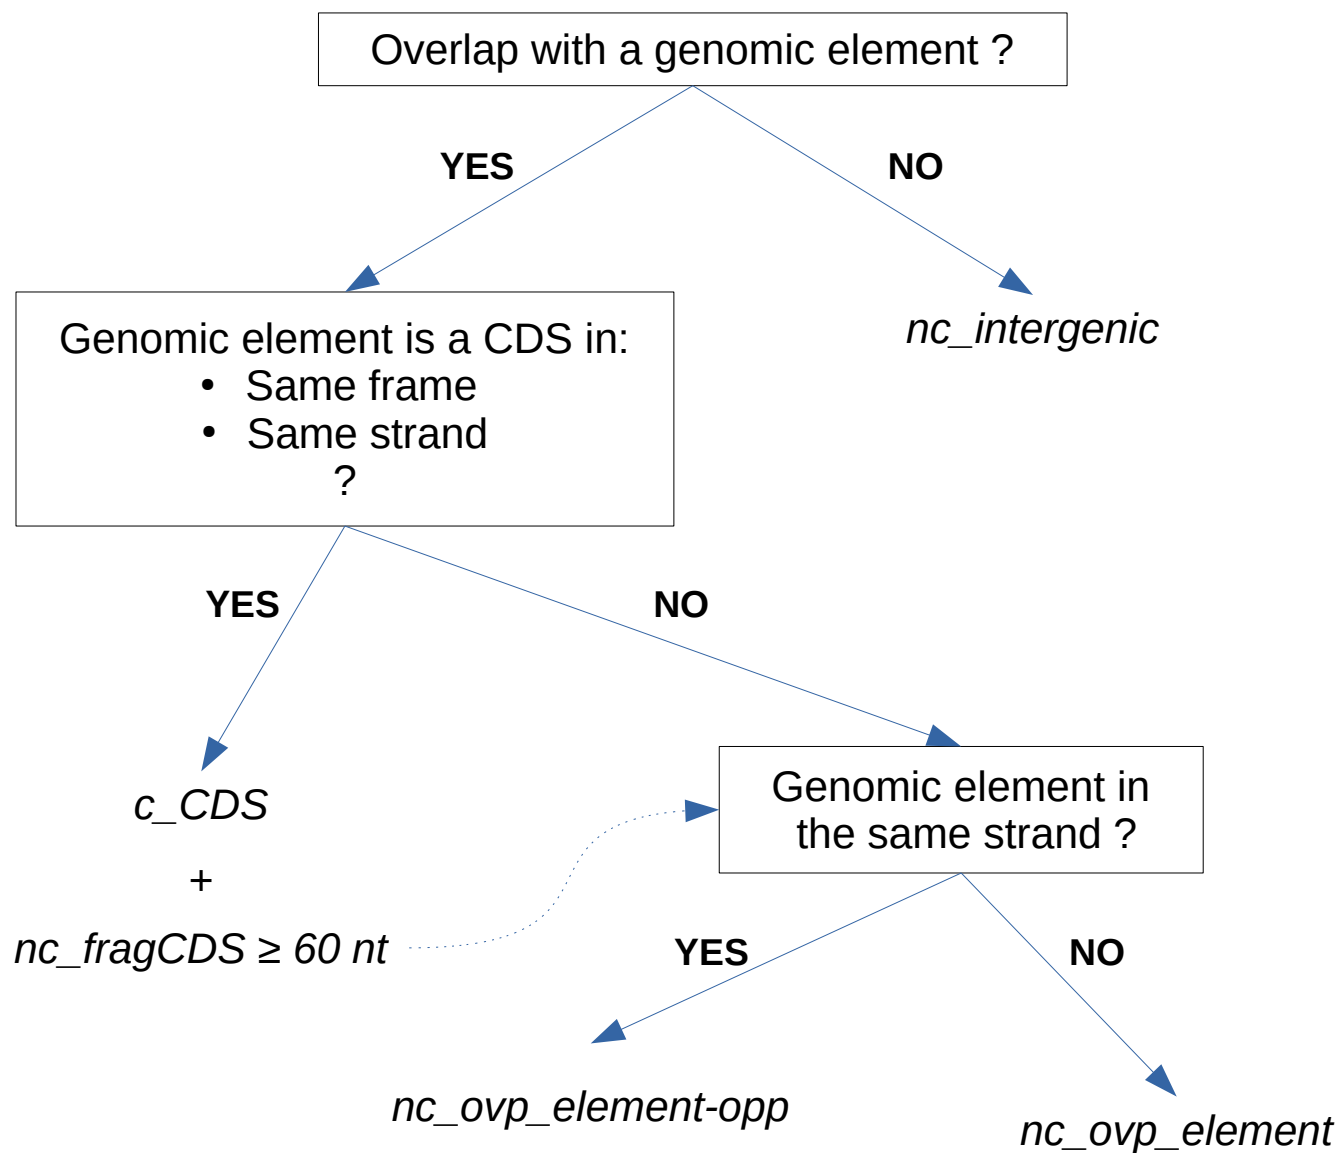 Overlap with a genomic element ?
YES
NO
Genomic element is a CDS in:
• Same frame
• Same strand
?
nc_intergenic
YES
NO
c_CDS
+
nc_fragCDS ≥ 60 nt
Genomic element in
the same strand ?
YES
NO
nc_ovp_element-opp
nc_ovp_element